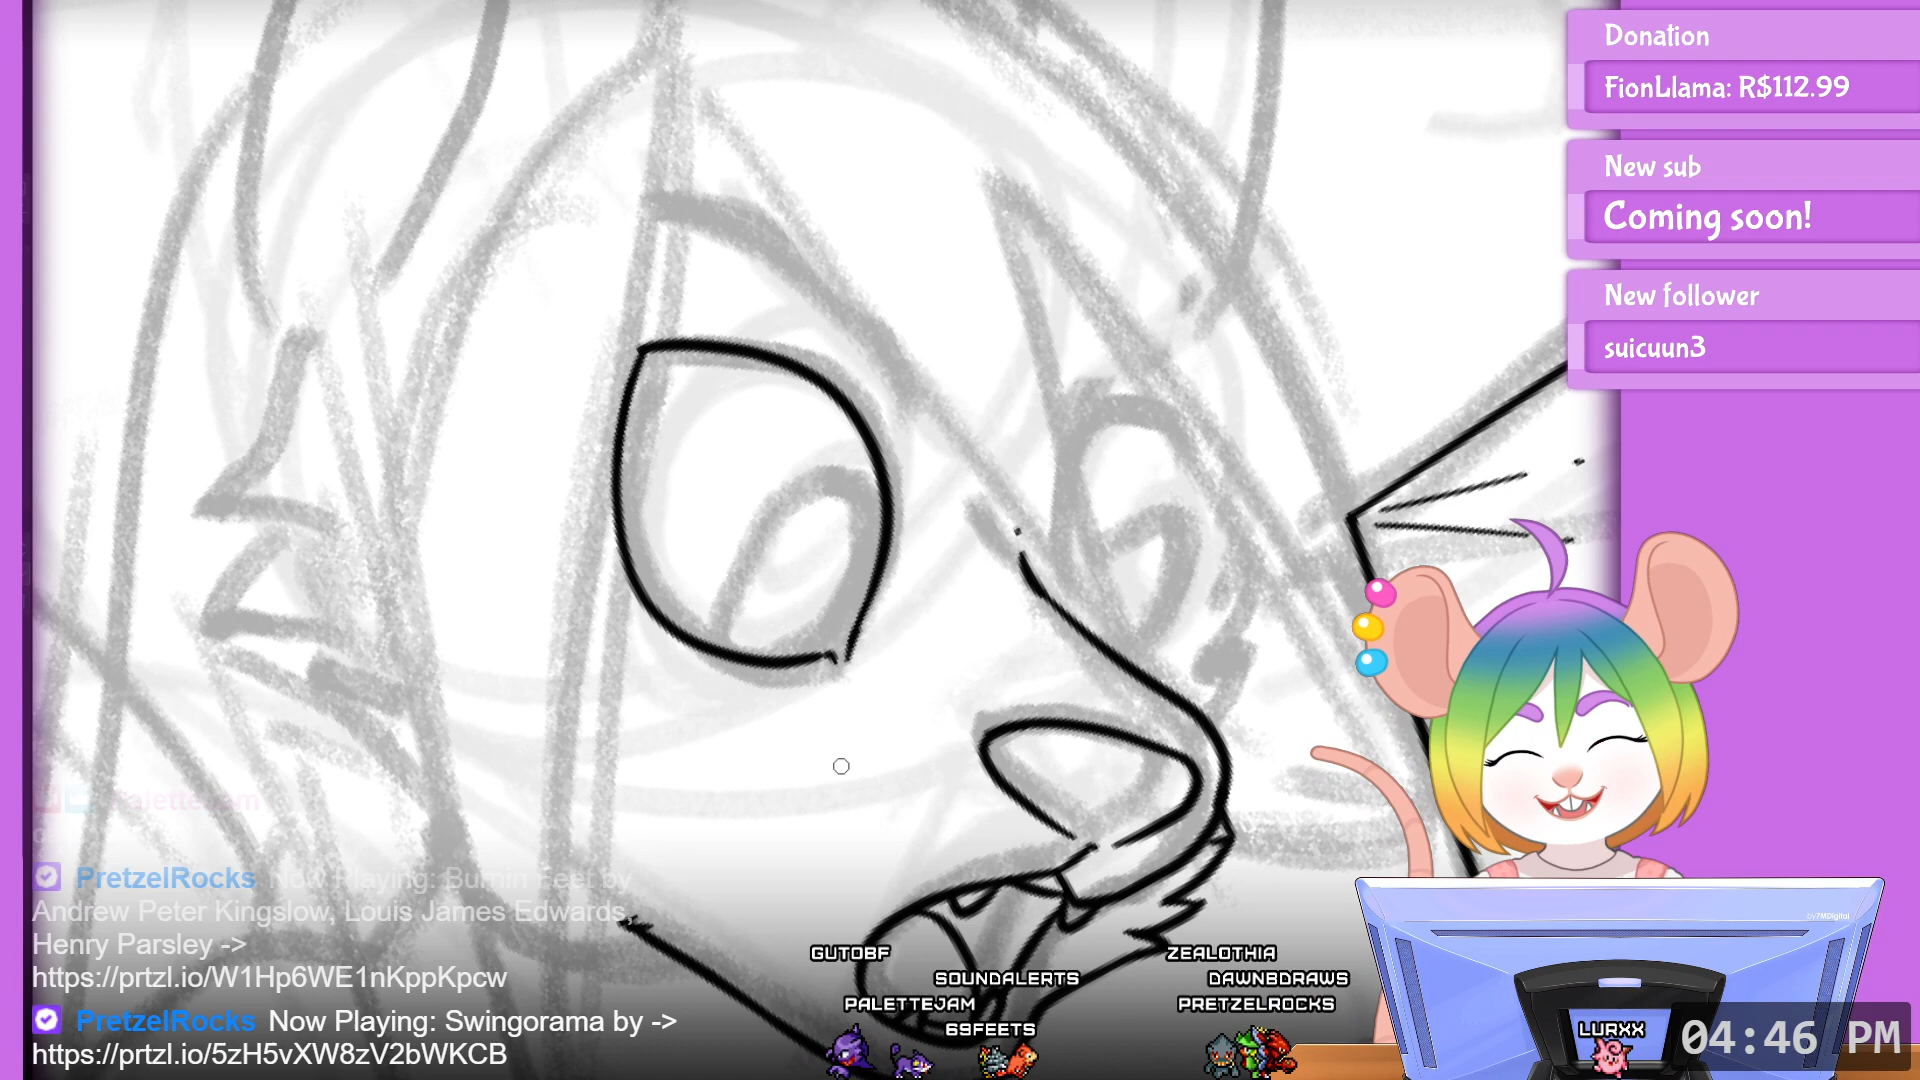 Donation
FionLlama: R$112.99
New sub
Coming soon!
New follower
suicuun3
PaletteJam
PretzelRocks Now Playing: Burnin Feet by
Andrew Peter Kingslow, Louis James Edwards,
Henry Parsley ->
https://prtzl.io/W1Hp6WE1nKppKpcw
PretzelRocks Now Playing: Swingorama by ->
https://prtzl.io/5zH5vXW8zV2bWKCB
GUTOBF
SOUNDALERTS
PALETTEJAM
69FEETS
ZEALOTHIA
DAWNBDRAWS
PRETZELROCKS
by7MDigital
LURXX
04:46 PM